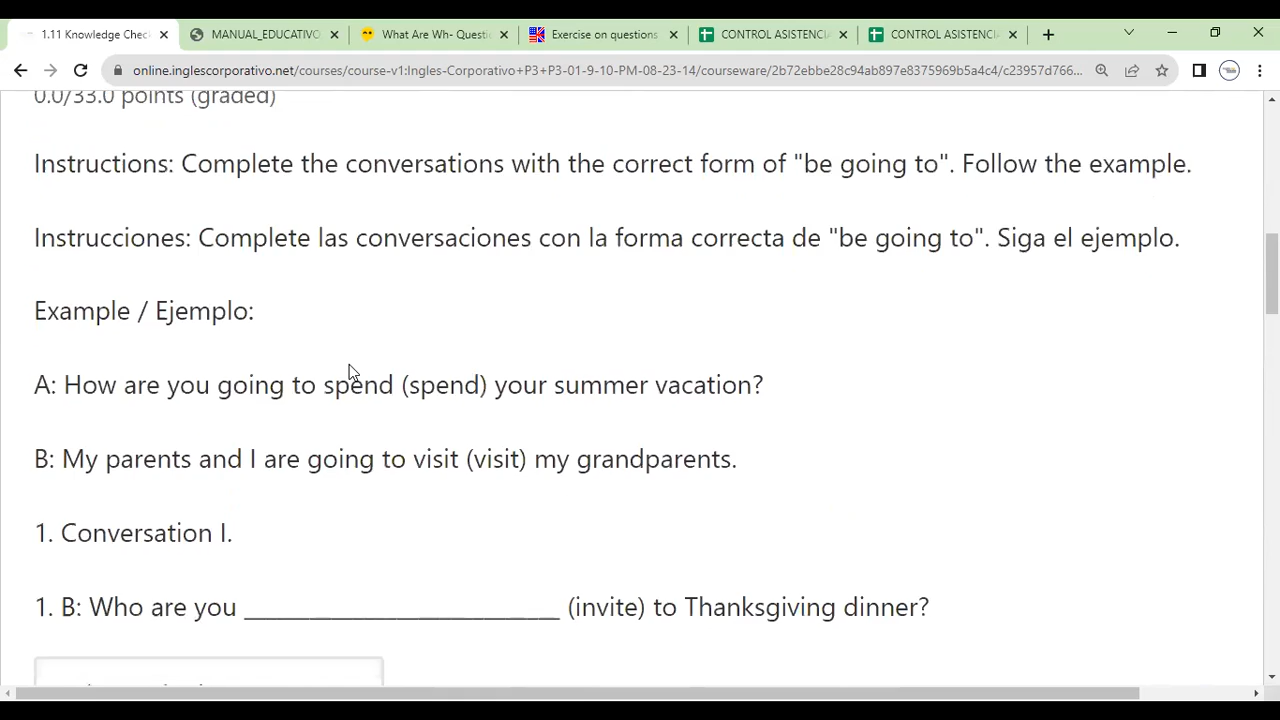 1.11 Knowledge Chec
MANUAL_EDUCATIVO
What Are Wh- Questi
Exercise on questions
CONTROL ASISTENCI
CONTROL ASISTENCI
online.inglescorporativo.net/courses/course-v1:Ingles-Corporativo+P3+P3-01-9-10-PM-08-23-14/courseware/2b72ebbe28c94ab897e8375969b5a4c4/c23957d766...
0.0/33.0 points (graded)
Instructions: Complete the conversations with the correct form of "be going to". Follow the example.
Instrucciones: Complete las conversaciones con la forma correcta de "be going to". Siga el ejemplo.
Example / Ejemplo:
A: How are you going to spend (spend) your summer vacation?
B: My parents and I are going to visit (visit) my grandparents.
1. Conversation I.
1. B: Who are you ____________________________ (invite) to Thanksgiving dinner?